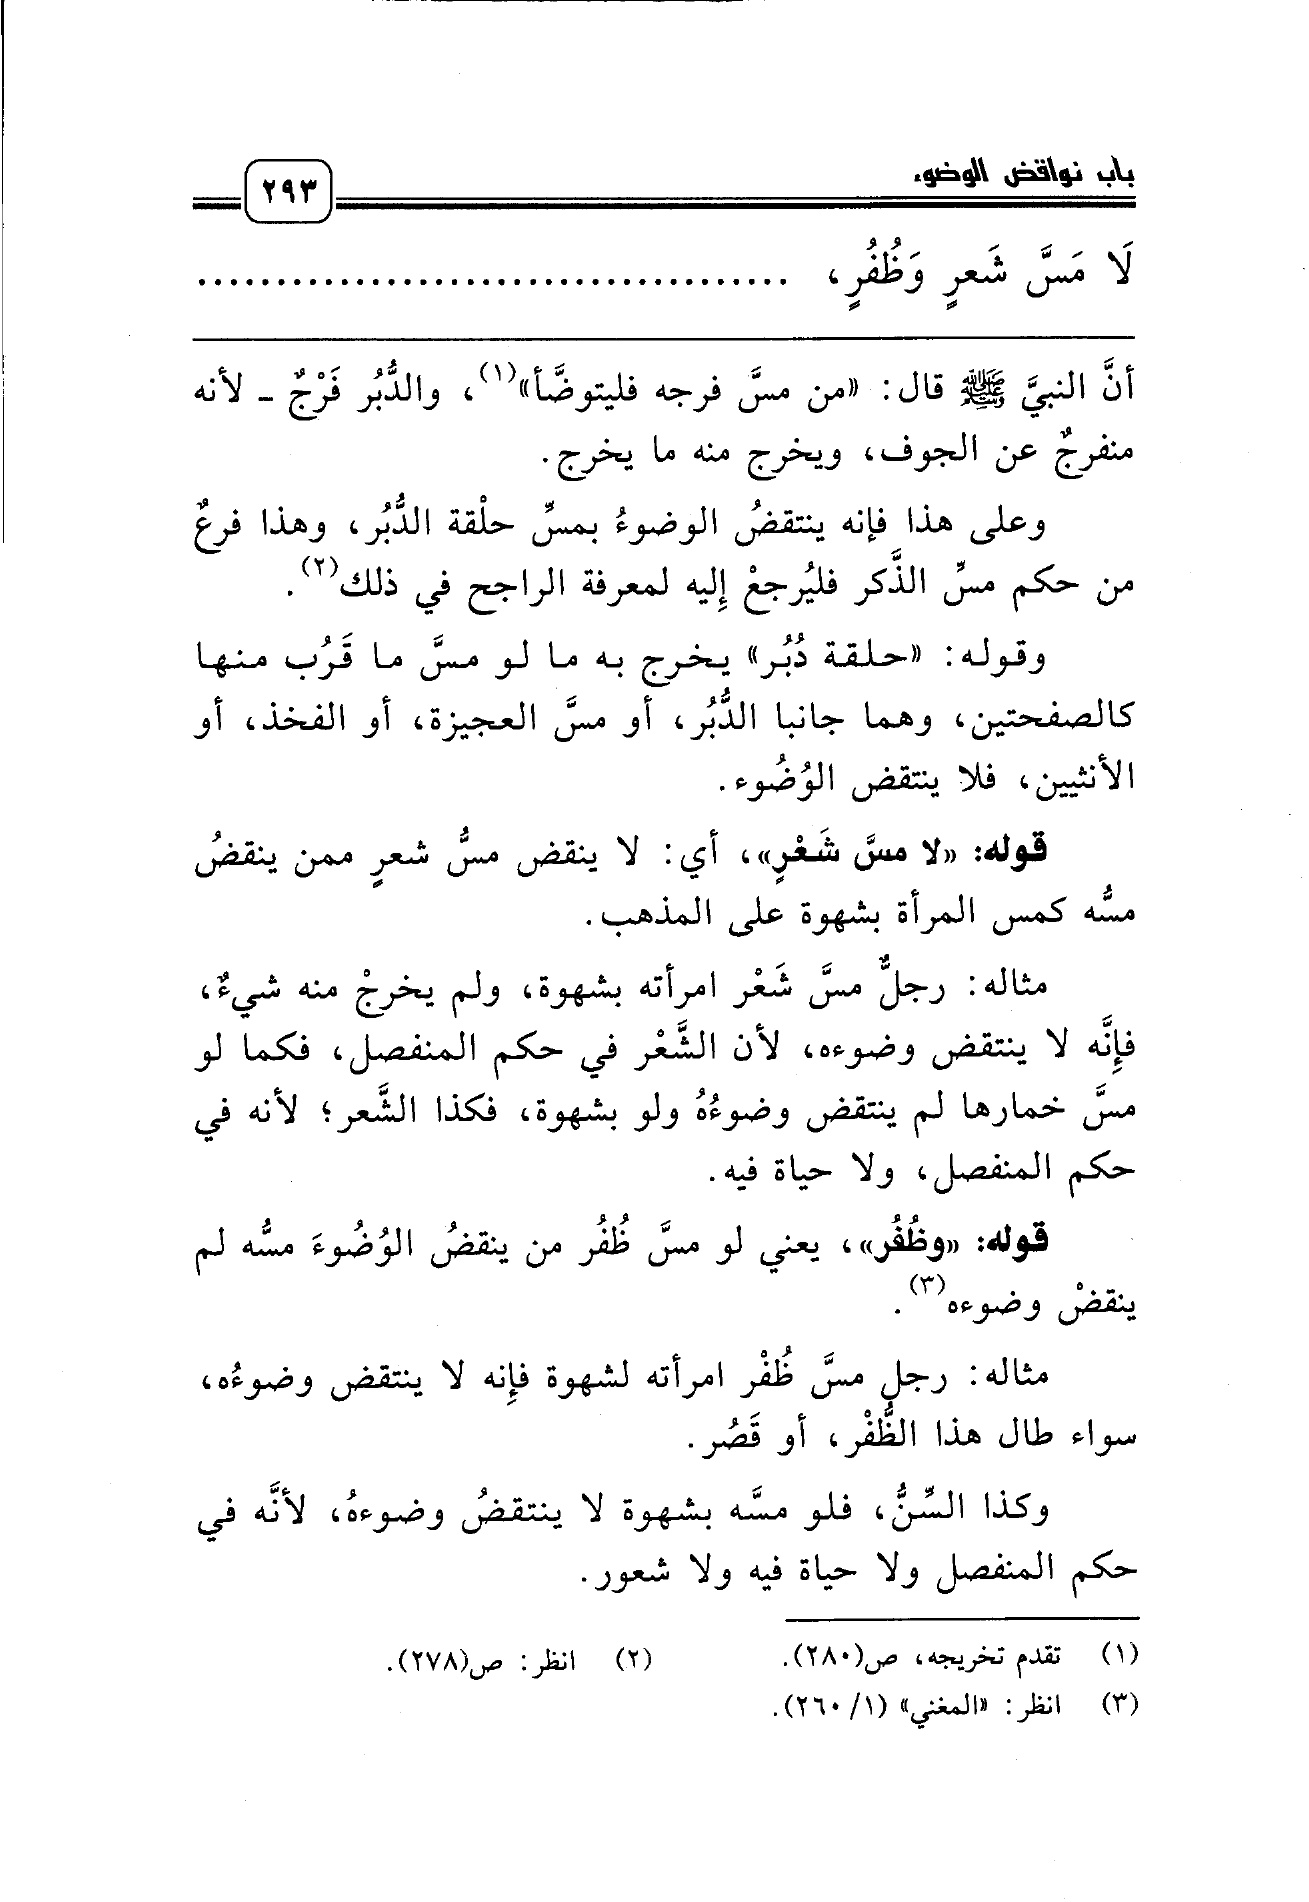 باب نواقض الوضوء
٢٩٣
لَا مَسَّ شَعرٍ وَظُفُرٍ، ......................................
أنَّ النبيَّ ﷺ قال: «من مسَّ فرجه فليتوضَّأ»(١)، والدُّبُر فَرْجٌ ـ لأنه
منفرجٌ عن الجوف، ويخرج منه ما يخرج.
وعلى هذا فإنه ينتقضُ الوضوءُ بمسِّ حلْقة الدُّبُر، وهذا فرعٌ
من حكم مسِّ الذَّكر فليُرجعْ إِليه لمعرفة الراجح في ذلك(٢).
وقوله: «حلقة دُبُر» يخرج به ما لو مسَّ ما قَرُب منها
كالصفحتين، وهما جانبا الدُّبُر، أو مسَّ العجيزة، أو الفخذ، أو
الأنثيين، فلا ينتقض الوُضُوء.
قوله: «لا مسَّ شَعْرٍ»، أي: لا ينقض مسُّ شعرٍ ممن ينقضُ
مسُّه كمس المرأة بشهوة على المذهب.
مثاله: رجلٌ مسَّ شَعْر امرأته بشهوة، ولم يخرجْ منه شيءٌ،
فإِنَّه لا ينتقض وضوءه، لأن الشَّعْر في حكم المنفصل، فكما لو
مسَّ خمارها لم ينتقض وضوءُهُ ولو بشهوة، فكذا الشَّعر؛ لأنه في
حكم المنفصل، ولا حياة فيه.
قوله: «وظُفُر»، يعني لو مسَّ ظُفُر من ينقضُ الوُضُوءَ مسُّه لم
ينقضْ وضوءه(٣).
مثاله: رجل مسَّ ظُفْر امرأته لشهوة فإِنه لا ينتقض وضوءُه،
سواء طال هذا الظُّفْر، أو قَصُر.
وكذا السِّنُّ، فلو مسَّه بشهوة لا ينتقضُ وضوءهُ، لأنَّه في
حكم المنفصل ولا حياة فيه ولا شعور.
(١) تقدم تخريجه، ص(٢٨٠). (٢) انظر: ص(٢٧٨).
(٣) انظر: «المغني» (١/ ٢٦٠).